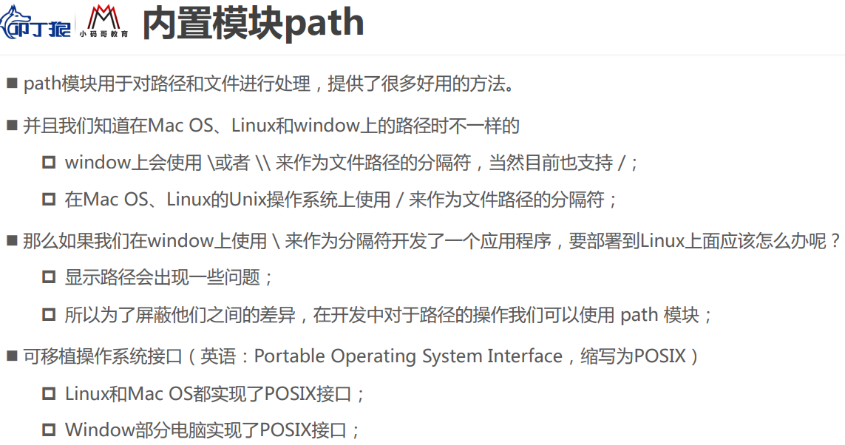 叩丁狼
小码哥教育
内置模块path
path模块用于对路径和文件进行处理，提供了很多好用的方法。
并且我们知道在Mac OS、Linux和window上的路径时不一样的
window上会使用 \或者 \\ 来作为文件路径的分隔符，当然目前也支持 /；
在Mac OS、Linux的Unix操作系统上使用 / 来作为文件路径的分隔符；
那么如果我们在window上使用 \ 来作为分隔符开发了一个应用程序，要部署到Linux上面应该怎么办呢？
显示路径会出现一些问题；
所以为了屏蔽他们之间的差异，在开发中对于路径的操作我们可以使用 path 模块；
可移植操作系统接口（英语：Portable Operating System Interface，缩写为POSIX）
Linux和Mac OS都实现了POSIX接口；
Window部分电脑实现了POSIX接口；